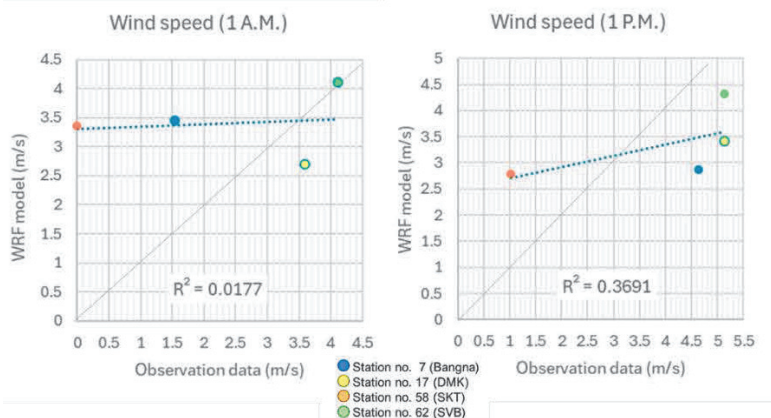 Wind speed (1 A.M.)
WRF model (m/s)
4.5
4
3.5
3
2.5
2
1.5
1
0.5
0
R² = 0.0177
0 0.5 1 1.5 2 2.5 3 3.5 4 4.5
Observation data (m/s)
Wind speed (1 P.M.)
WRF model (m/s)
5
4.5
4
3.5
3
2.5
2
1.5
1
0.5
0
R² = 0.3691
0 0.5 1 1.5 2 2.5 3 3.5 4 4.5 5 5.5
Observation data (m/s)
Station no. 7 (Bangna)
Station no. 17 (DMK)
Station no. 58 (SKT)
Station no. 62 (SVB)